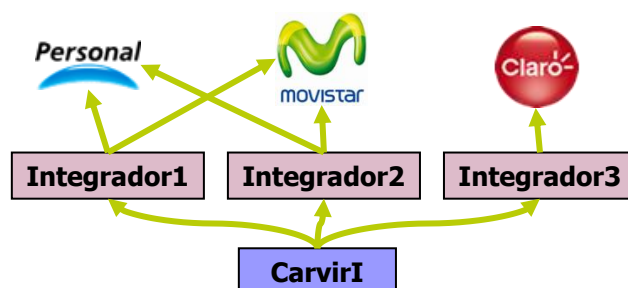 Personal
movistar
Claro
Integrador1
Integrador2
Integrador3
CarvirI